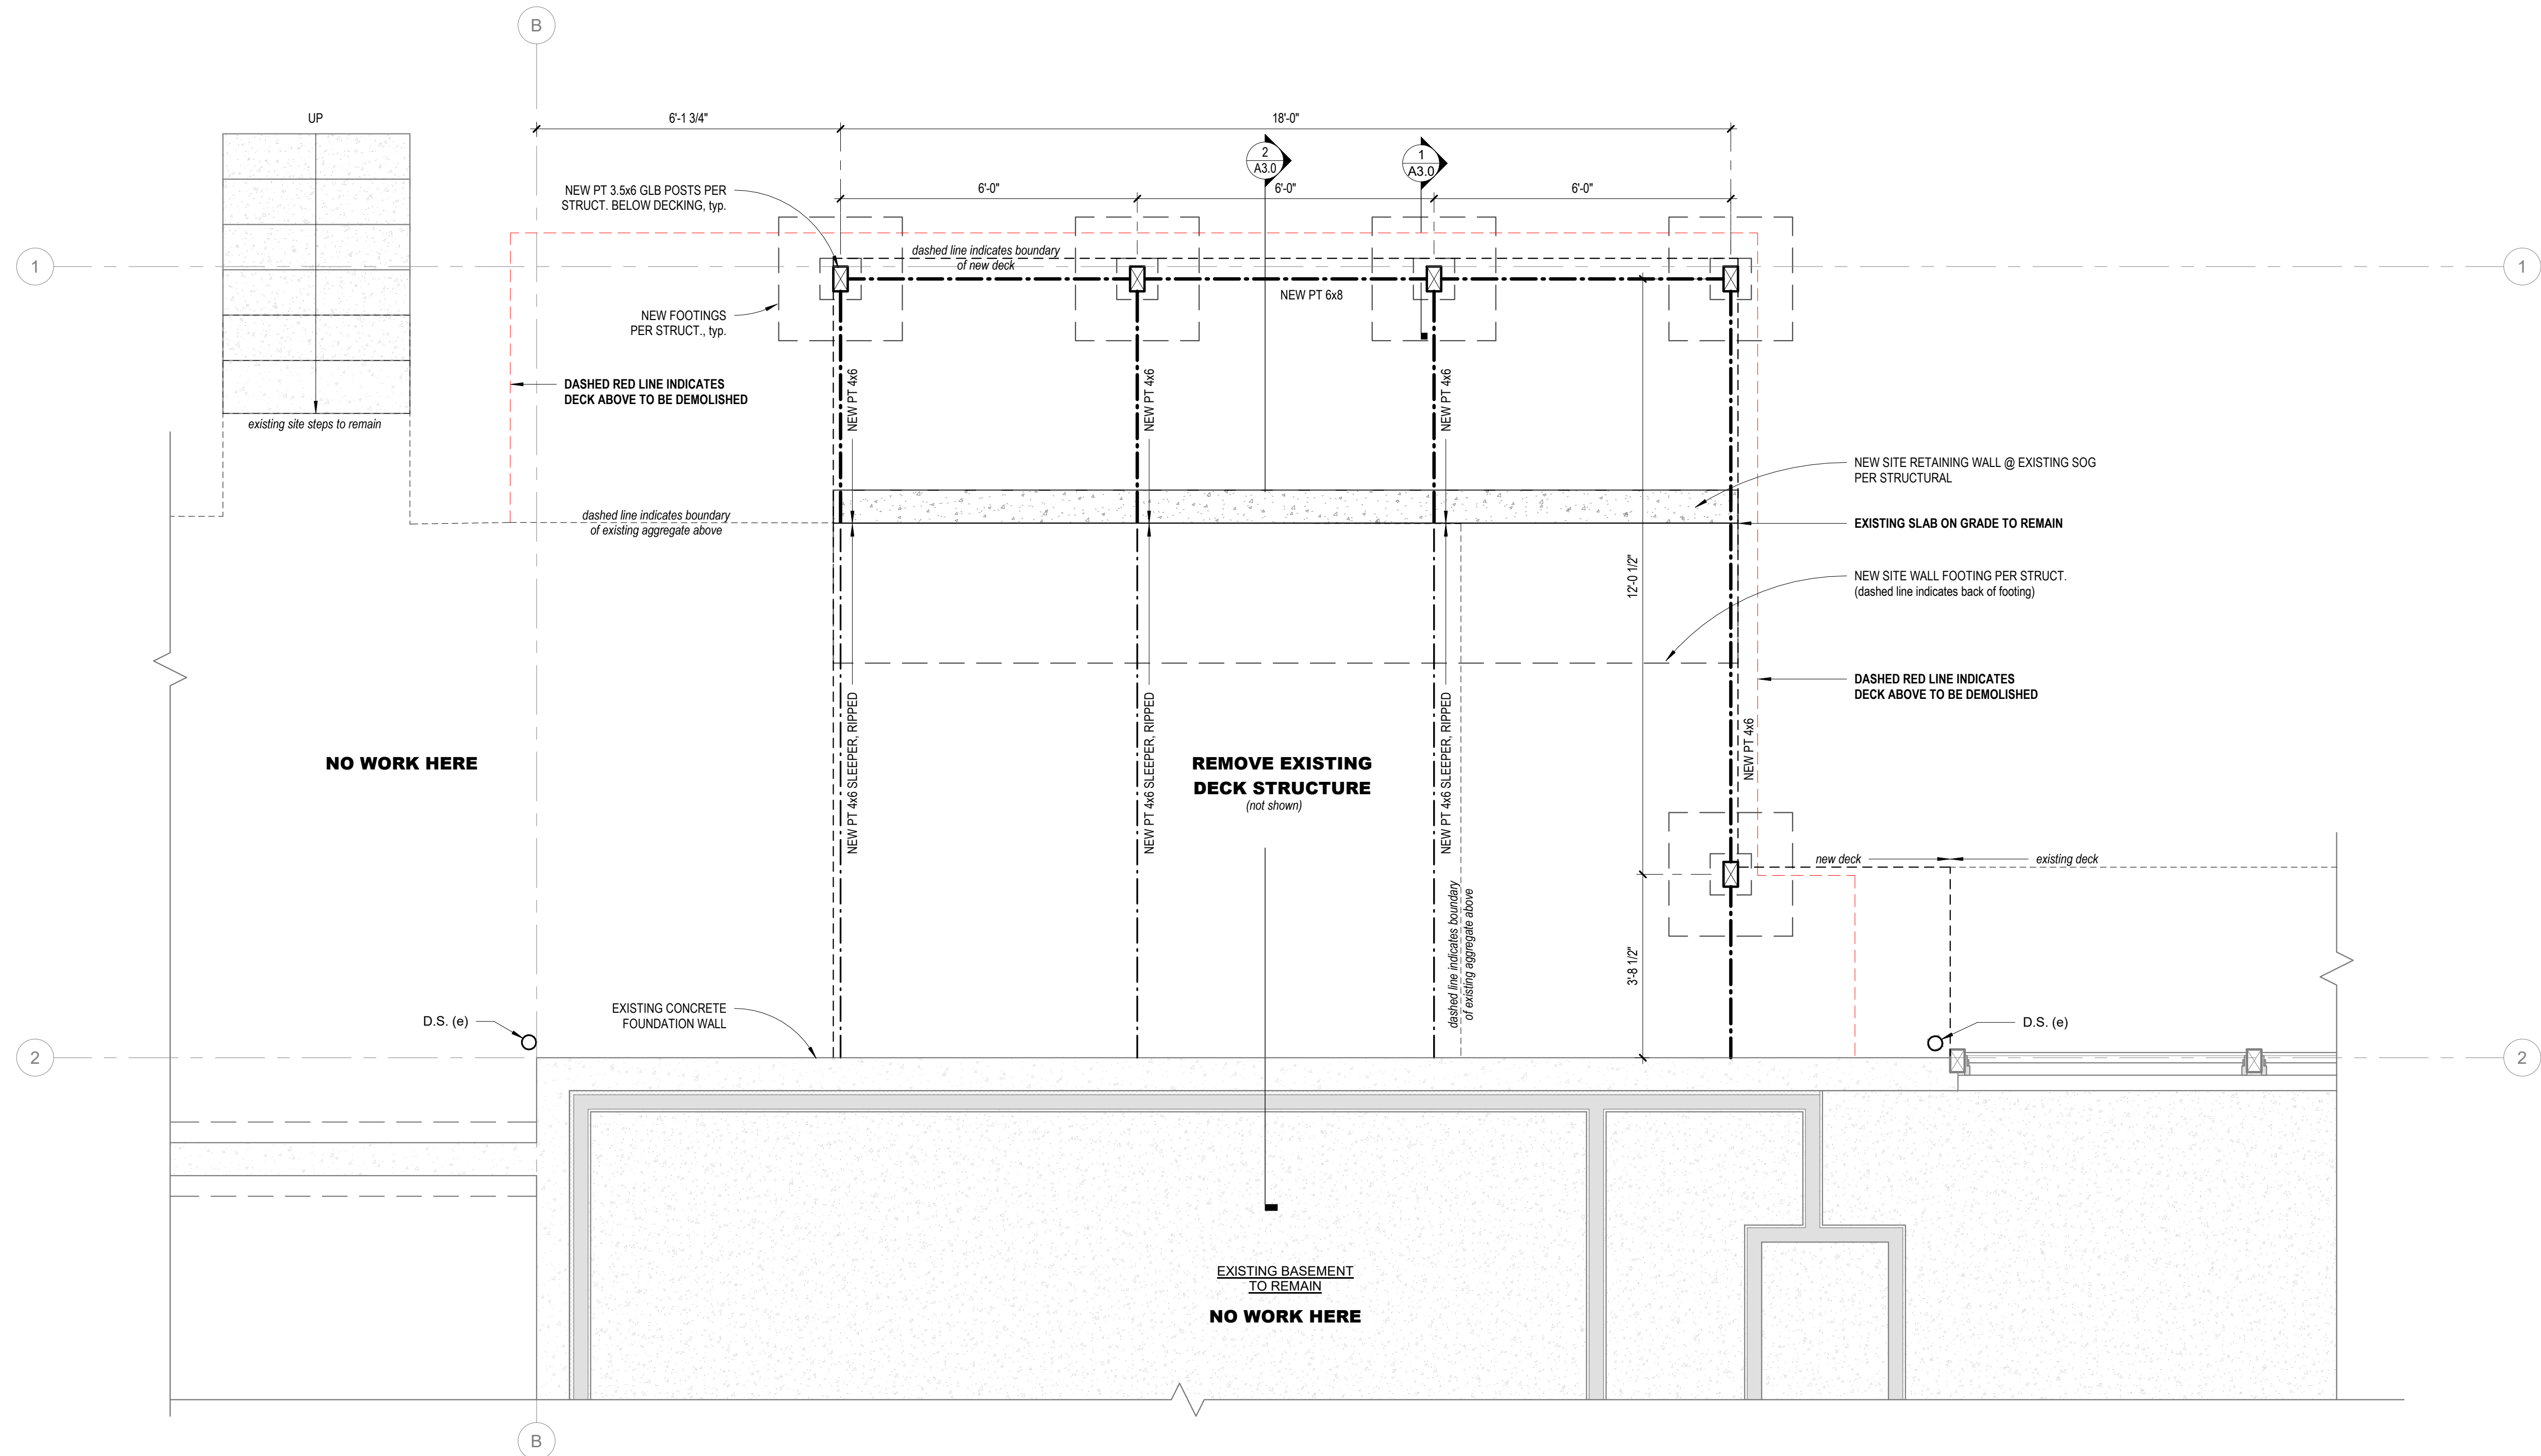 B
UP
6'-1 3/4"
18'-0"
2
A3.0
1
A3.0
NEW PT 3.5x6 GLB POSTS PER
STRUCT. BELOW DECKING, typ.
6'-0"
6'-0"
6'-0"
dashed line indicates boundary
of new deck
1
1
NEW PT 6x8
NEW FOOTINGS
PER STRUCT., typ.
DASHED RED LINE INDICATES
DECK ABOVE TO BE DEMOLISHED
NEW PT 4x6
NEW PT 4x6
NEW PT 4x6
existing site steps to remain
NEW SITE RETAINING WALL @ EXISTING SOG
PER STRUCTURAL
dashed line indicates boundary
of existing aggregate above
EXISTING SLAB ON GRADE TO REMAIN
12'-0 1/2"
NEW SITE WALL FOOTING PER STRUCT.
(dashed line indicates back of footing)
DASHED RED LINE INDICATES
DECK ABOVE TO BE DEMOLISHED
NEW PT 4x6 SLEEPER, RIPPED
NEW PT 4x6 SLEEPER, RIPPED
NEW PT 4x6 SLEEPER, RIPPED
NEW PT 4x6
NO WORK HERE
REMOVE EXISTING
DECK STRUCTURE
(not shown)
new deck
existing deck
dashed line indicates boundary
of existing aggregate above
3'-8 1/2"
EXISTING CONCRETE
FOUNDATION WALL
D.S. (e)
D.S. (e)
2
2
EXISTING BASEMENT
TO REMAIN
NO WORK HERE
B